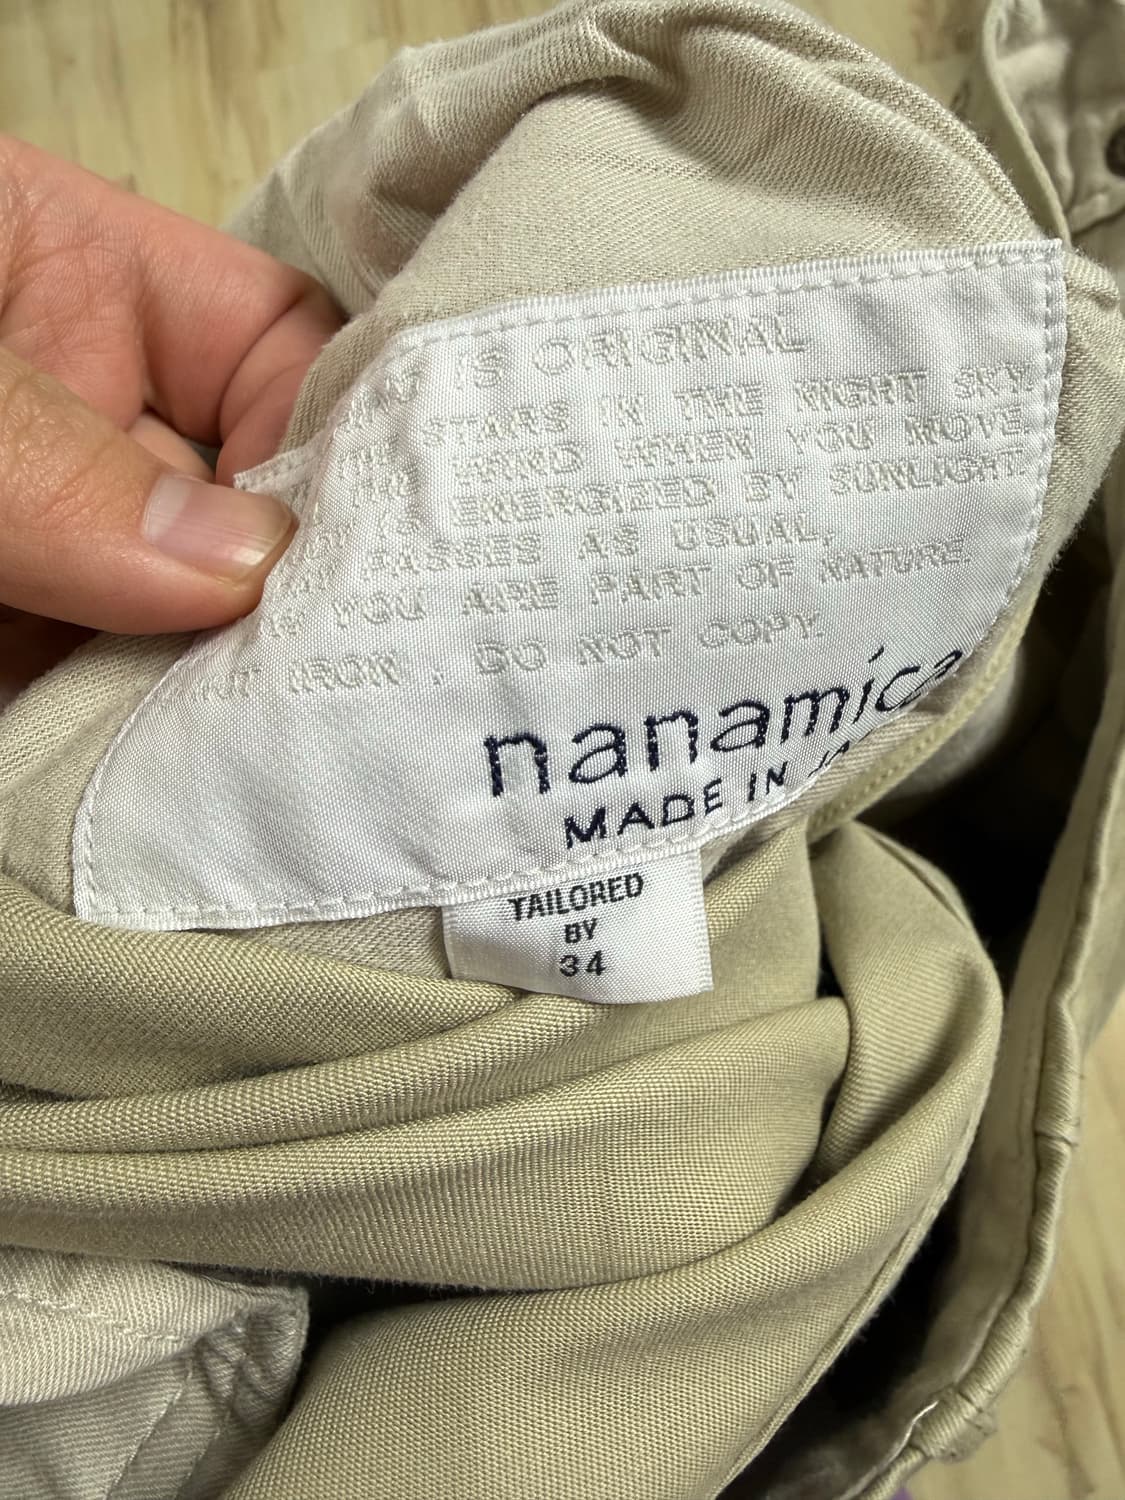 IS ORIGINAL
STARS IN THE NIGHT SKY.
WIND WHEN YOU MOVE
IS ENERGIZED BY SUNLIGHT.
PASSES AS USUAL,
YOU ARE PART OF NATURE.
IRON, DO NOT COPY.
nanamica
MADE IN
TAILORED
BY
34